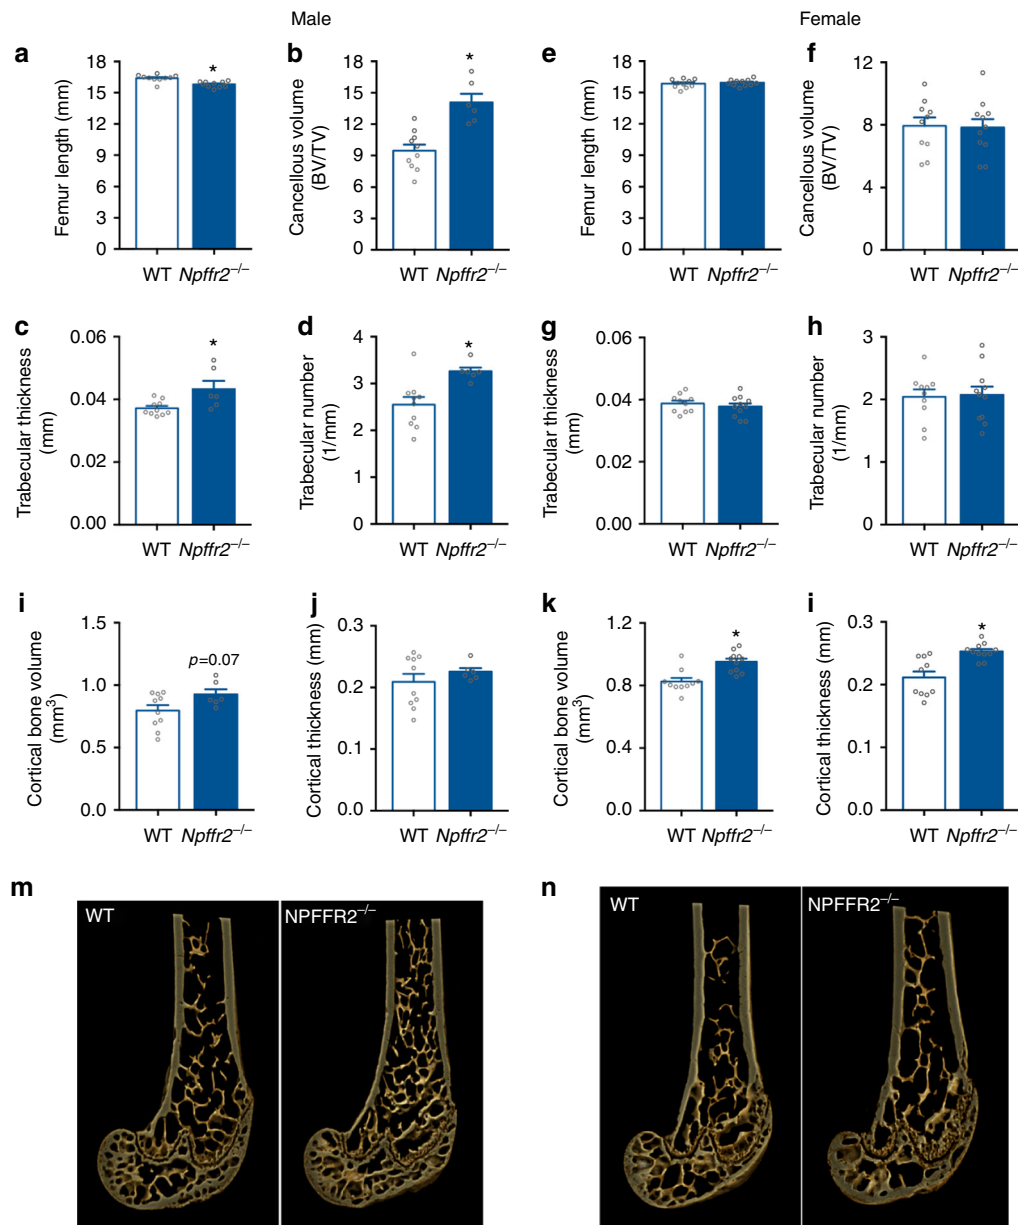 Male
Female
a
Femur length (mm)
18
15
12
9
6
3
0
*
WT Npffr2−/−
b
Cancellous volume
(BV/TV)
18
15
12
9
6
3
0
*
WT Npffr2−/−
e
Femur length (mm)
18
15
12
9
6
3
0
WT Npffr2−/−
f
Cancellous volume
(BV/TV)
12
8
4
0
WT Npffr2−/−
c
Trabecular thickness
(mm)
0.06
0.04
0.02
0.00
*
WT Npffr2−/−
d
Trabecular number
(1/mm)
4
3
2
1
0
*
WT Npffr2−/−
g
Trabecular thickness
(mm)
0.06
0.04
0.02
0.00
WT Npffr2−/−
h
Trabecular number
(1/mm)
3
2
1
0
WT Npffr2−/−
i
Cortical bone volume
(mm3)
1.5
1.0
0.5
0.0
p=0.07
WT Npffr2−/−
j
Cortical thickness (mm)
0.3
0.2
0.1
0.0
WT Npffr2−/−
k
Cortical bone volume
(mm3)
1.2
0.8
0.4
0.0
*
WT Npffr2−/−
i
Cortical thickness (mm)
0.3
0.2
0.1
0.0
*
WT Npffr2−/−
m
WT
NPFFR2−/−
n
WT
NPFFR2−/−